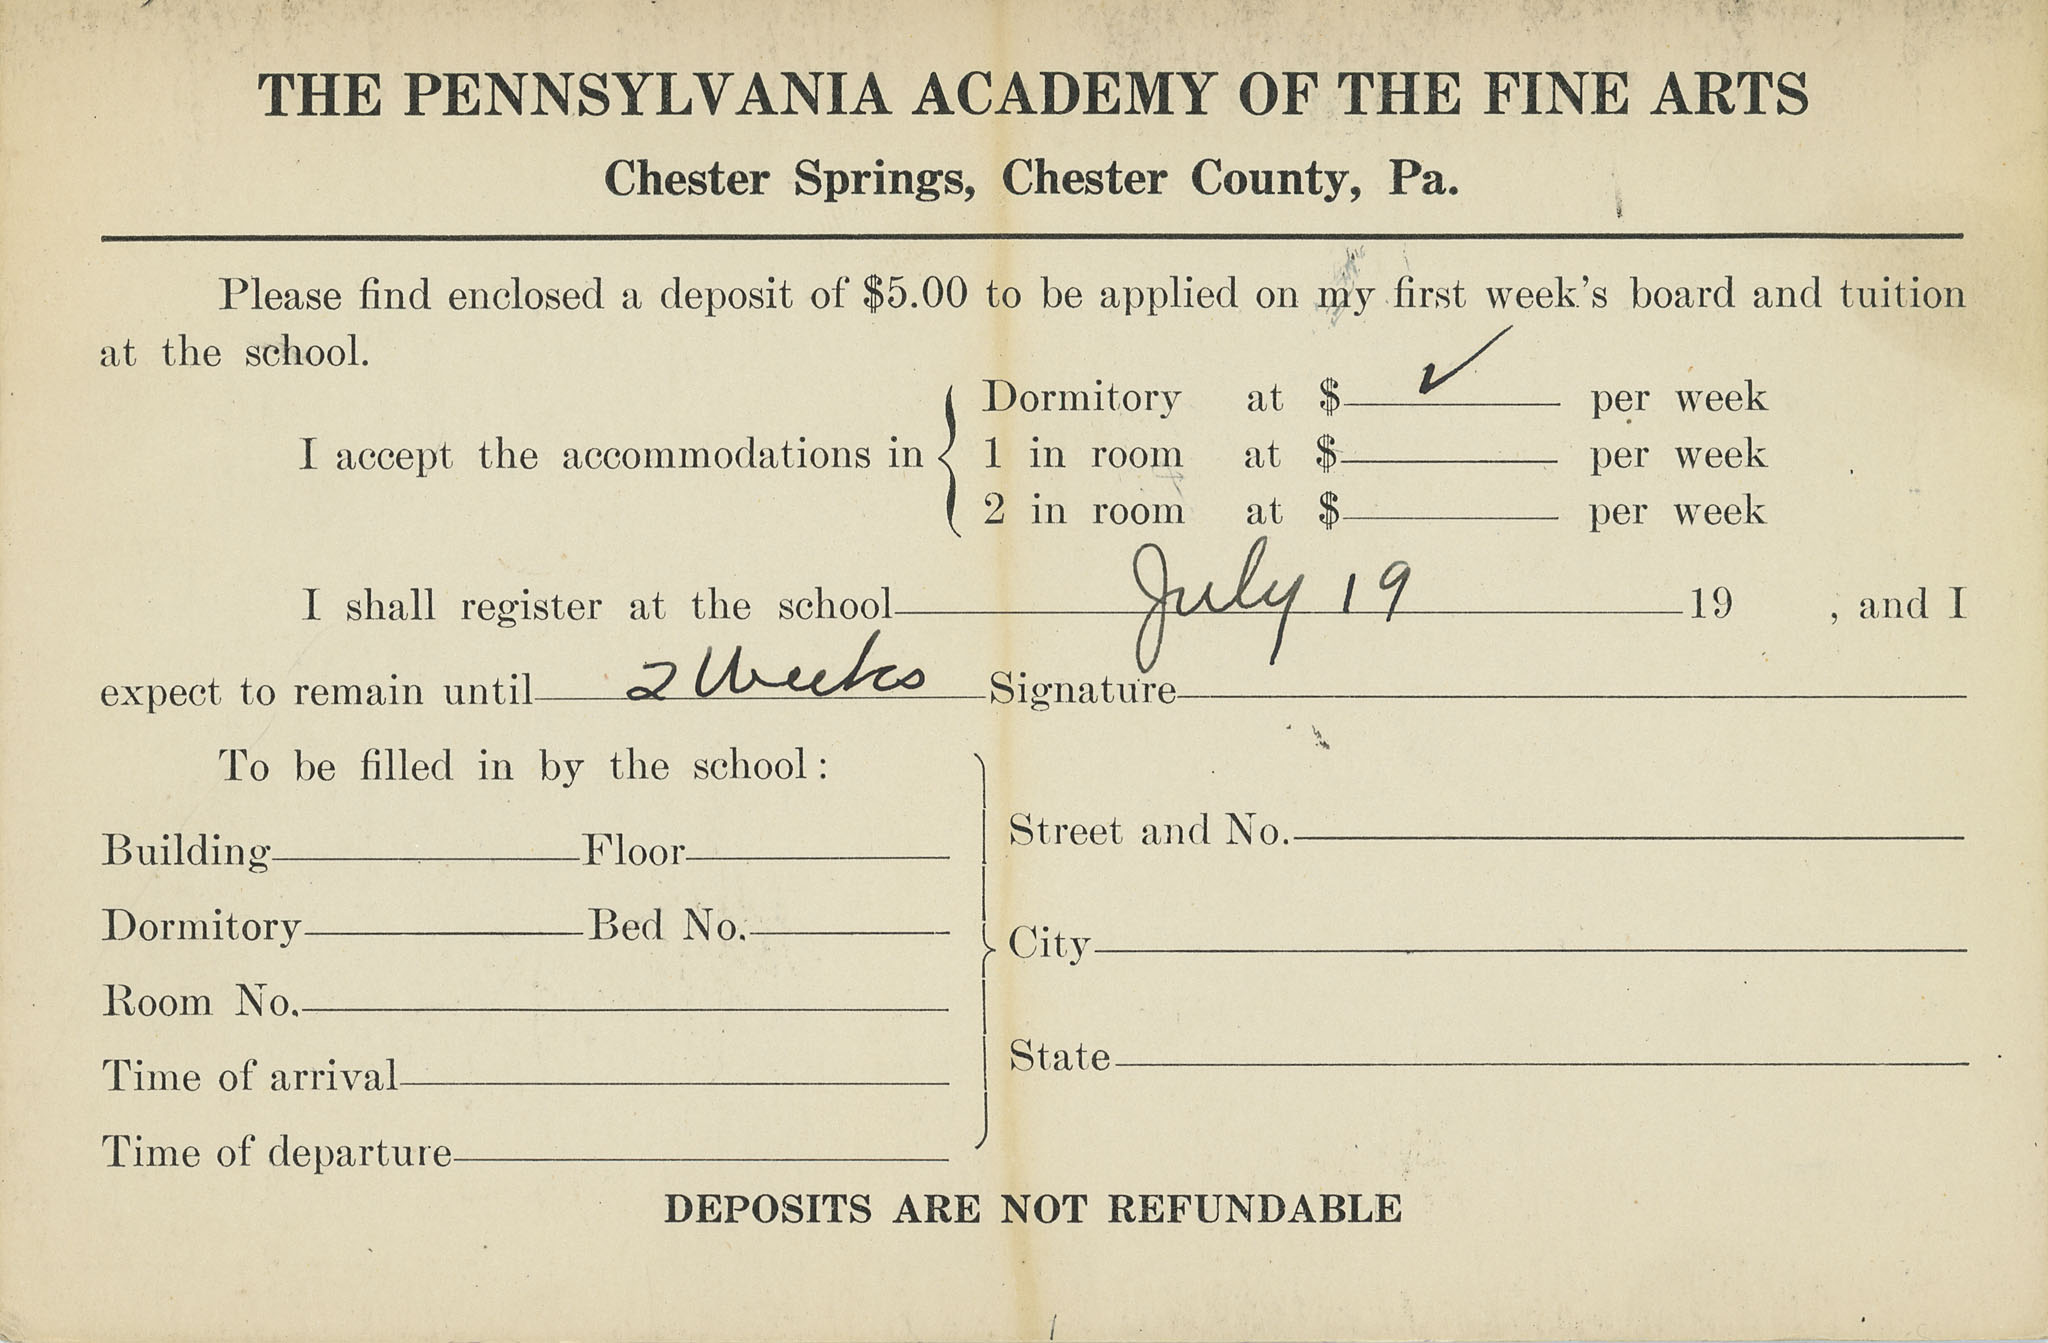 THE PENNSYLVANIA ACADEMY OF THE FINE ARTS
Chester Springs, Chester County, Pa.
Please find enclosed a deposit of $5.00 to be applied on my first week's board and tuition
at the school.
Dormitory at $ ✓ per week
I accept the accommodations in { 1 in room at $ per week
2 in room at $ per week
I shall register at the school July 19 19 , and I
expect to remain until 2 Weeks Signature
To be filled in by the school:
Building Floor
Street and No.
Dormitory Bed No.
City
Room No.
State
Time of arrival
Time of departure
DEPOSITS ARE NOT REFUNDABLE